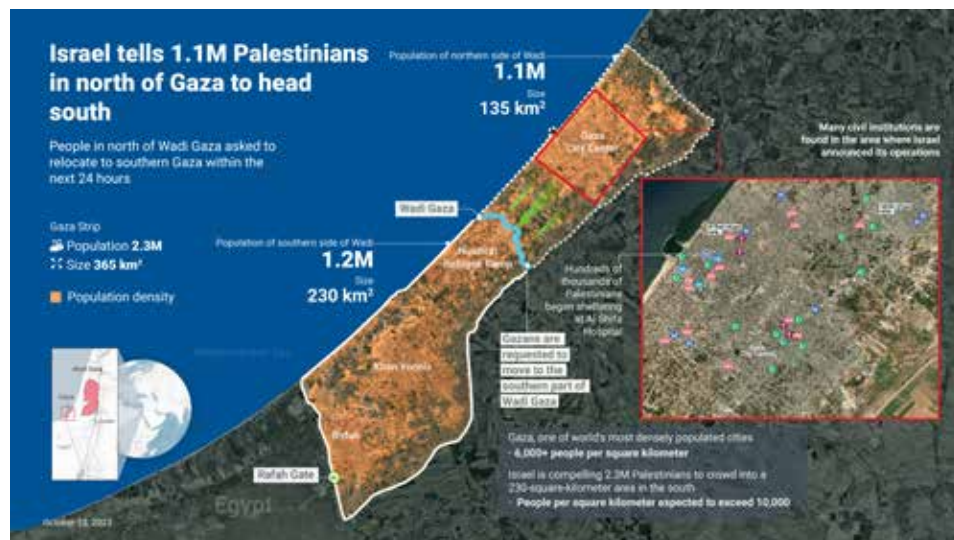 Israel tells 1.1M Palestinians
in north of Gaza to head
south
People in north of Wadi Gaza asked to
relocate to southern Gaza within the
next 24 hours
Gaza Strip
Population 2.3M
Size 365 km²
Population density
Population of northern side of Wadi
1.1M
Size
135 km²
Gaza
City Center
Wadi Gaza
Population of southern side of Wadi
1.2M
Size
230 km²
Nuseirat
Refugee Camp
Khan Younis
Rafah
Rafah Gate
Egypt
Many civil institutions are
found in the area where Israel
announced its operations
Hundreds of
thousands of
Palestinians
began sheltering
at Al Shifa
Hospital
Gazans are
requested to
move to the
southern part of
Wadi Gaza
Gaza, one of world's most densely populated cities
- 6,000+ people per square kilometer
Israel is compelling 2.3M Palestinians to crowd into a
230-square-kilometer area in the south
- People per square kilometer expected to exceed 10,000
October 13, 2023